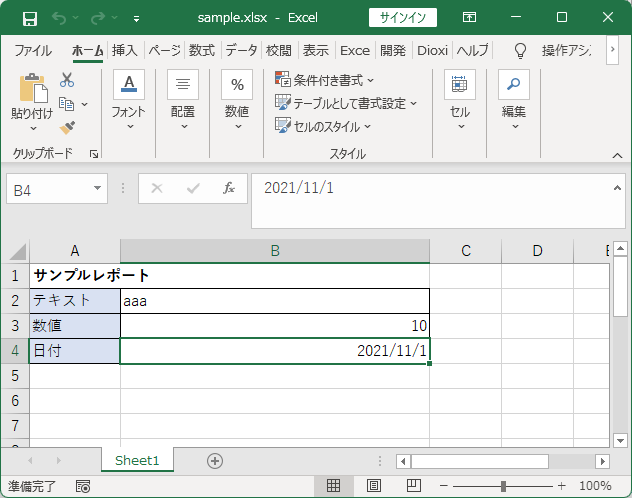 sample.xlsx - Excel サインイン
ファイル ホーム 挿入 ページ 数式 データ 校閲 表示 Exce 開発 Dioxi ヘルプ 操作アシ
貼り付け フォント 配置 % 数値 条件付き書式 テーブルとして書式設定 セルのスタイル セル 編集
クリップボード スタイル
B4 fx 2021/11/1
A B C D E
1 サンプルレポート
2 テキスト aaa
3 数値 10
4 日付 2021/11/1
5
6
7
Sheet1
準備完了 100%